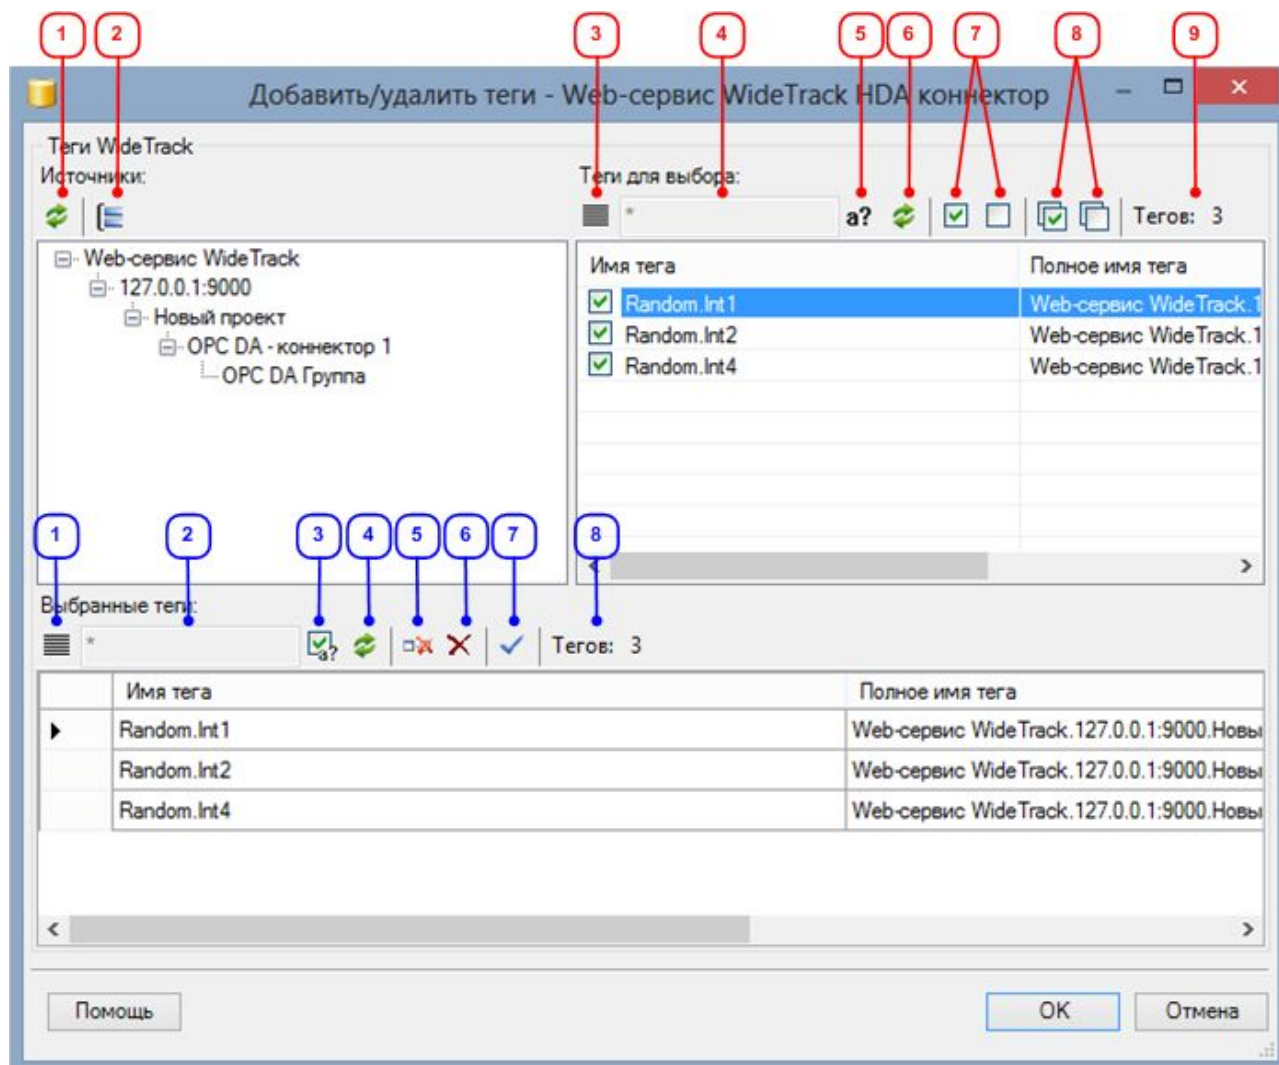 1 2 3 4 5 6 7 8 9
Добавить/удалить теги - Web-сервис WideTrack HDA коннектор
Теги WideTrack
Источники:
Теги для выбора:
* a? Тегов: 3
Web-сервис WideTrack
127.0.0.1:9000
Новый проект
OPC DA - коннектор 1
OPC DA Группа
Имя тега Полное имя тега
Random.Int1 Web-сервис WideTrack.1
Random.Int2 Web-сервис WideTrack.1
Random.Int4 Web-сервис WideTrack.1
1 2 3 4 5 6 7 8
Выбранные теги:
* a? Тегов: 3
Имя тега Полное имя тега
Random.Int1 Web-сервис WideTrack.127.0.0.1:9000.Новы
Random.Int2 Web-сервис WideTrack.127.0.0.1:9000.Новы
Random.Int4 Web-сервис WideTrack.127.0.0.1:9000.Новы
Помощь OK Отмена